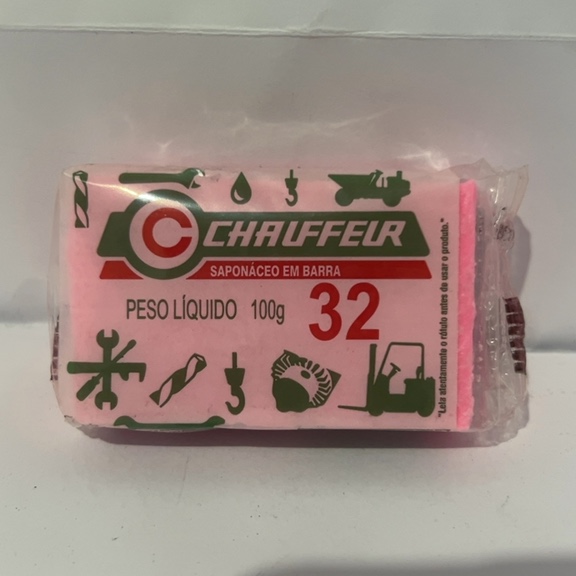 C CHAUFFEUR
SAPONÁCEO EM BARRA
PESO LÍQUIDO 100g 32
"Leia atentamente o rótulo antes de usar o produto."